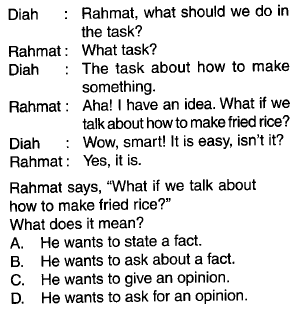 Diah : Rahmat, what should we do in
the task?
Rahmat : What task?
Diah : The task about how to make
something.
Rahmat : Aha! I have an idea. What if we
talk about how to make fried rice?
Diah : Wow, smart! It is easy, isn't it?
Rahmat : Yes, it is.
Rahmat says, “What if we talk about
how to make fried rice?”
What does it mean?
A. He wants to state a fact.
B. He wants to ask about a fact.
C. He wants to give an opinion.
D. He wants to ask for an opinion.